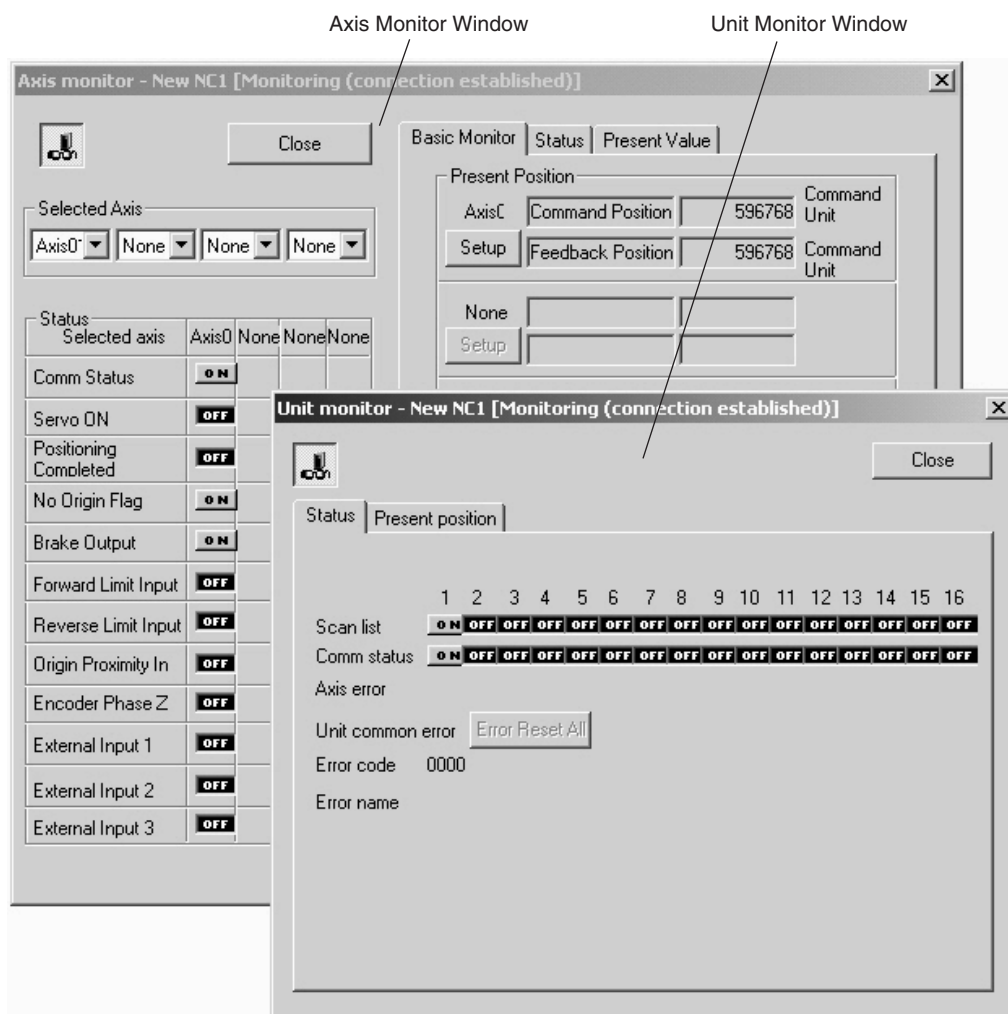 Axis Monitor Window
Unit Monitor Window
Axis monitor - New NC1 [Monitoring (connection established)]
Close
Basic Monitor
Status
Present Value
Selected Axis
None
None
None
Present Position
Command Position
596768
Command
Unit
Setup
Feedback Position
596768
Command
Unit
None
Setup
Status
Selected axis
Axis0
None
None
None
Comm Status
ON
Servo ON
OFF
Positioning
Completed
OFF
No Origin Flag
ON
Brake Output
ON
Forward Limit Input
OFF
Reverse Limit Input
OFF
Origin Proximity In
OFF
Encoder Phase Z
OFF
External Input 1
OFF
External Input 2
OFF
External Input 3
OFF
Unit monitor - New NC1 [Monitoring (connection established)]
Close
Status
Present position
1 2 3 4 5 6 7 8 9 10 11 12 13 14 15 16
Scan list ON OFF OFF OFF OFF OFF OFF OFF OFF OFF OFF OFF OFF OFF OFF OFF
Comm status ON OFF OFF OFF OFF OFF OFF OFF OFF OFF OFF OFF OFF OFF OFF OFF
Axis error
Unit common error
Error Reset All
Error code 0000
Error name